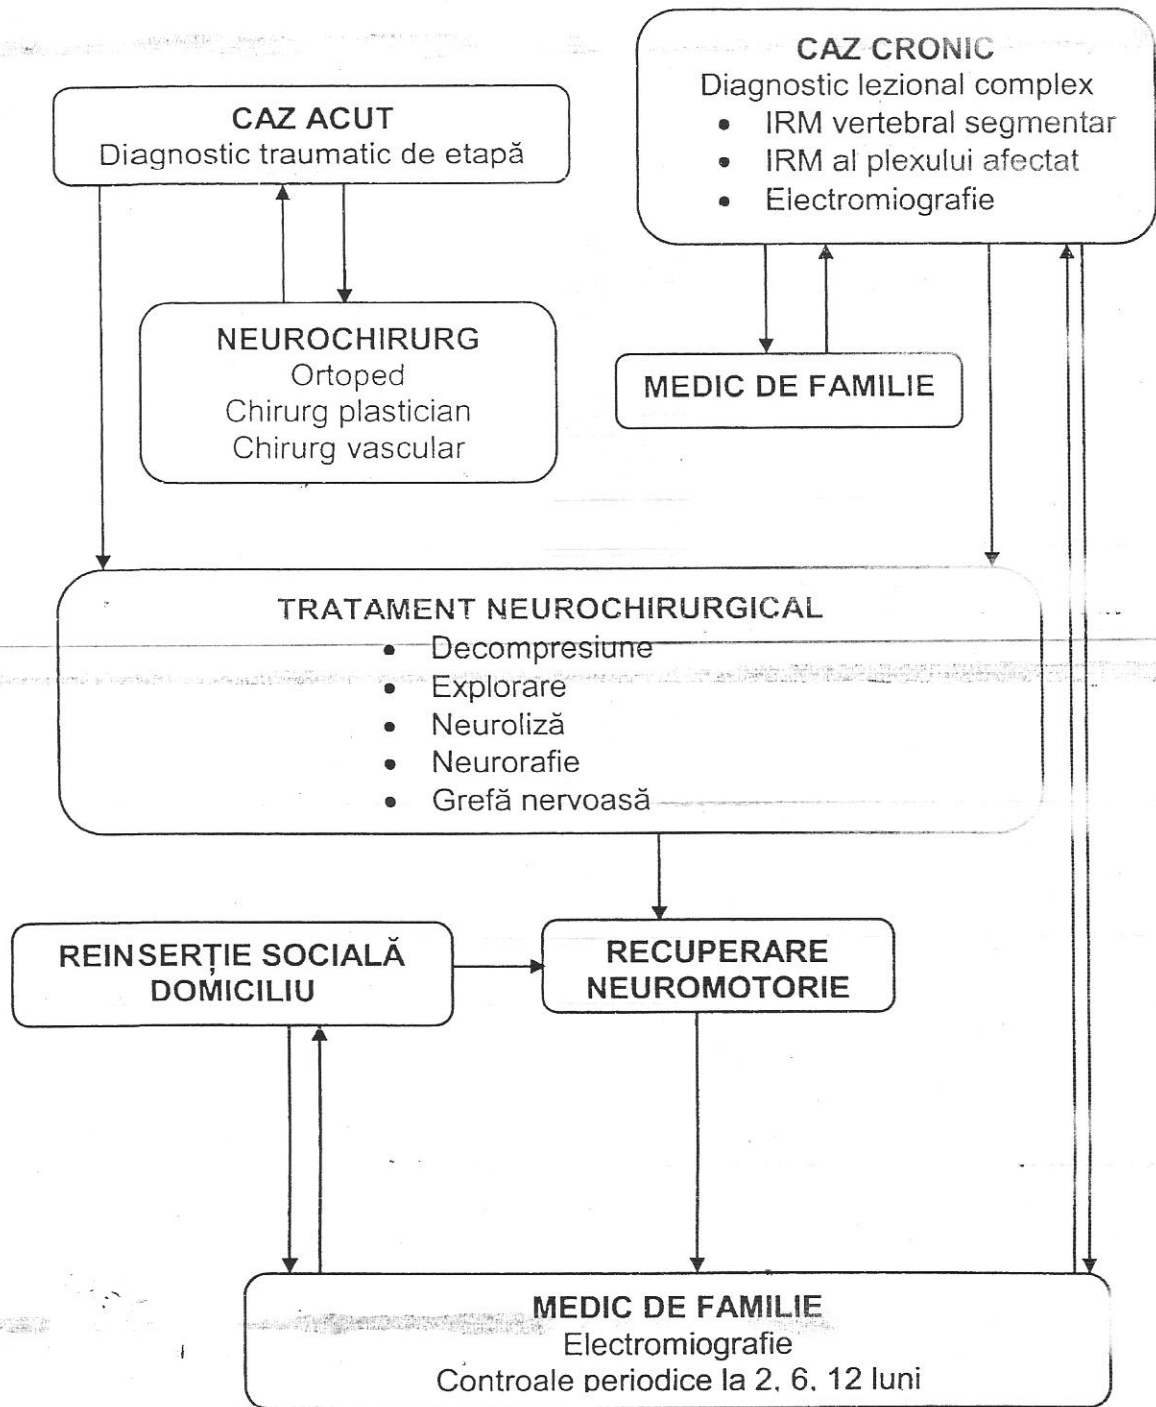 CAZ CRONIC
Diagnostic lezional complex
• IRM vertebral segmentar
• IRM al plexului afectat
• Electromiografie
CAZ ACUT
Diagnostic traumatic de etapă
NEUROCHIRURG
Ortoped
Chirurg plastician
Chirurg vascular
MEDIC DE FAMILIE
TRATAMENT NEUROCHIRURGICAL
• Decompresiune
• Explorare
• Neuroliză
• Neurorafie
• Grefă nervoasă
REINSERȚIE SOCIALĂ
DOMICILIU
RECUPERARE
NEUROMOTORIE
MEDIC DE FAMILIE
Electromiografie
Controale periodice la 2, 6, 12 luni